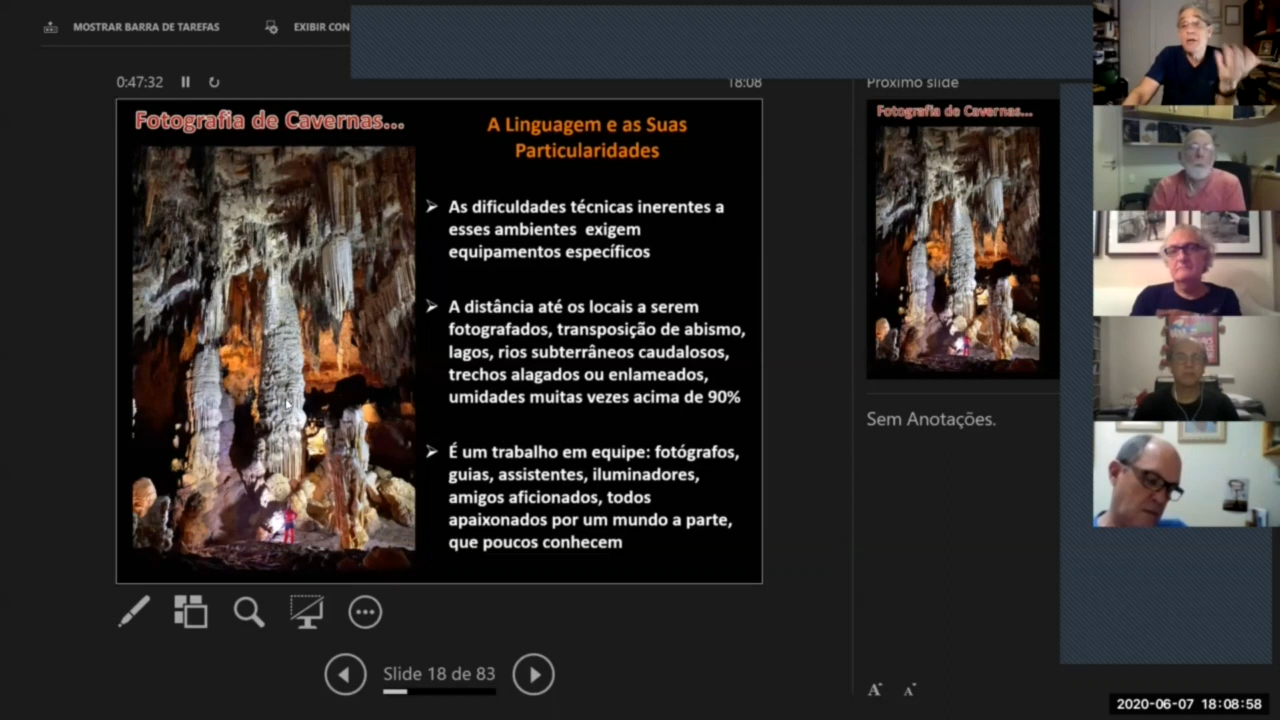 MOSTRAR BARRA DE TAREFAS
EXIBIR CON
0:47:32
18:08
Próximo slide
Fotografia de Cavernas...
A Linguagem e as Suas
Particularidades
As dificuldades técnicas inerentes a
esses ambientes exigem
equipamentos específicos
A distância até os locais a serem
fotografados, transposição de abismo,
lagos, rios subterrâneos caudalosos,
trechos alagados ou enlameados,
umidades muitas vezes acima de 90%
É um trabalho em equipe: fotógrafos,
guias, assistentes, iluminadores,
amigos aficionados, todos
apaixonados por um mundo a parte,
que poucos conhecem
Fotografia de Cavernas...
Sem Anotações.
Slide 18 de 83
A A
2020-06-07 18:08:58